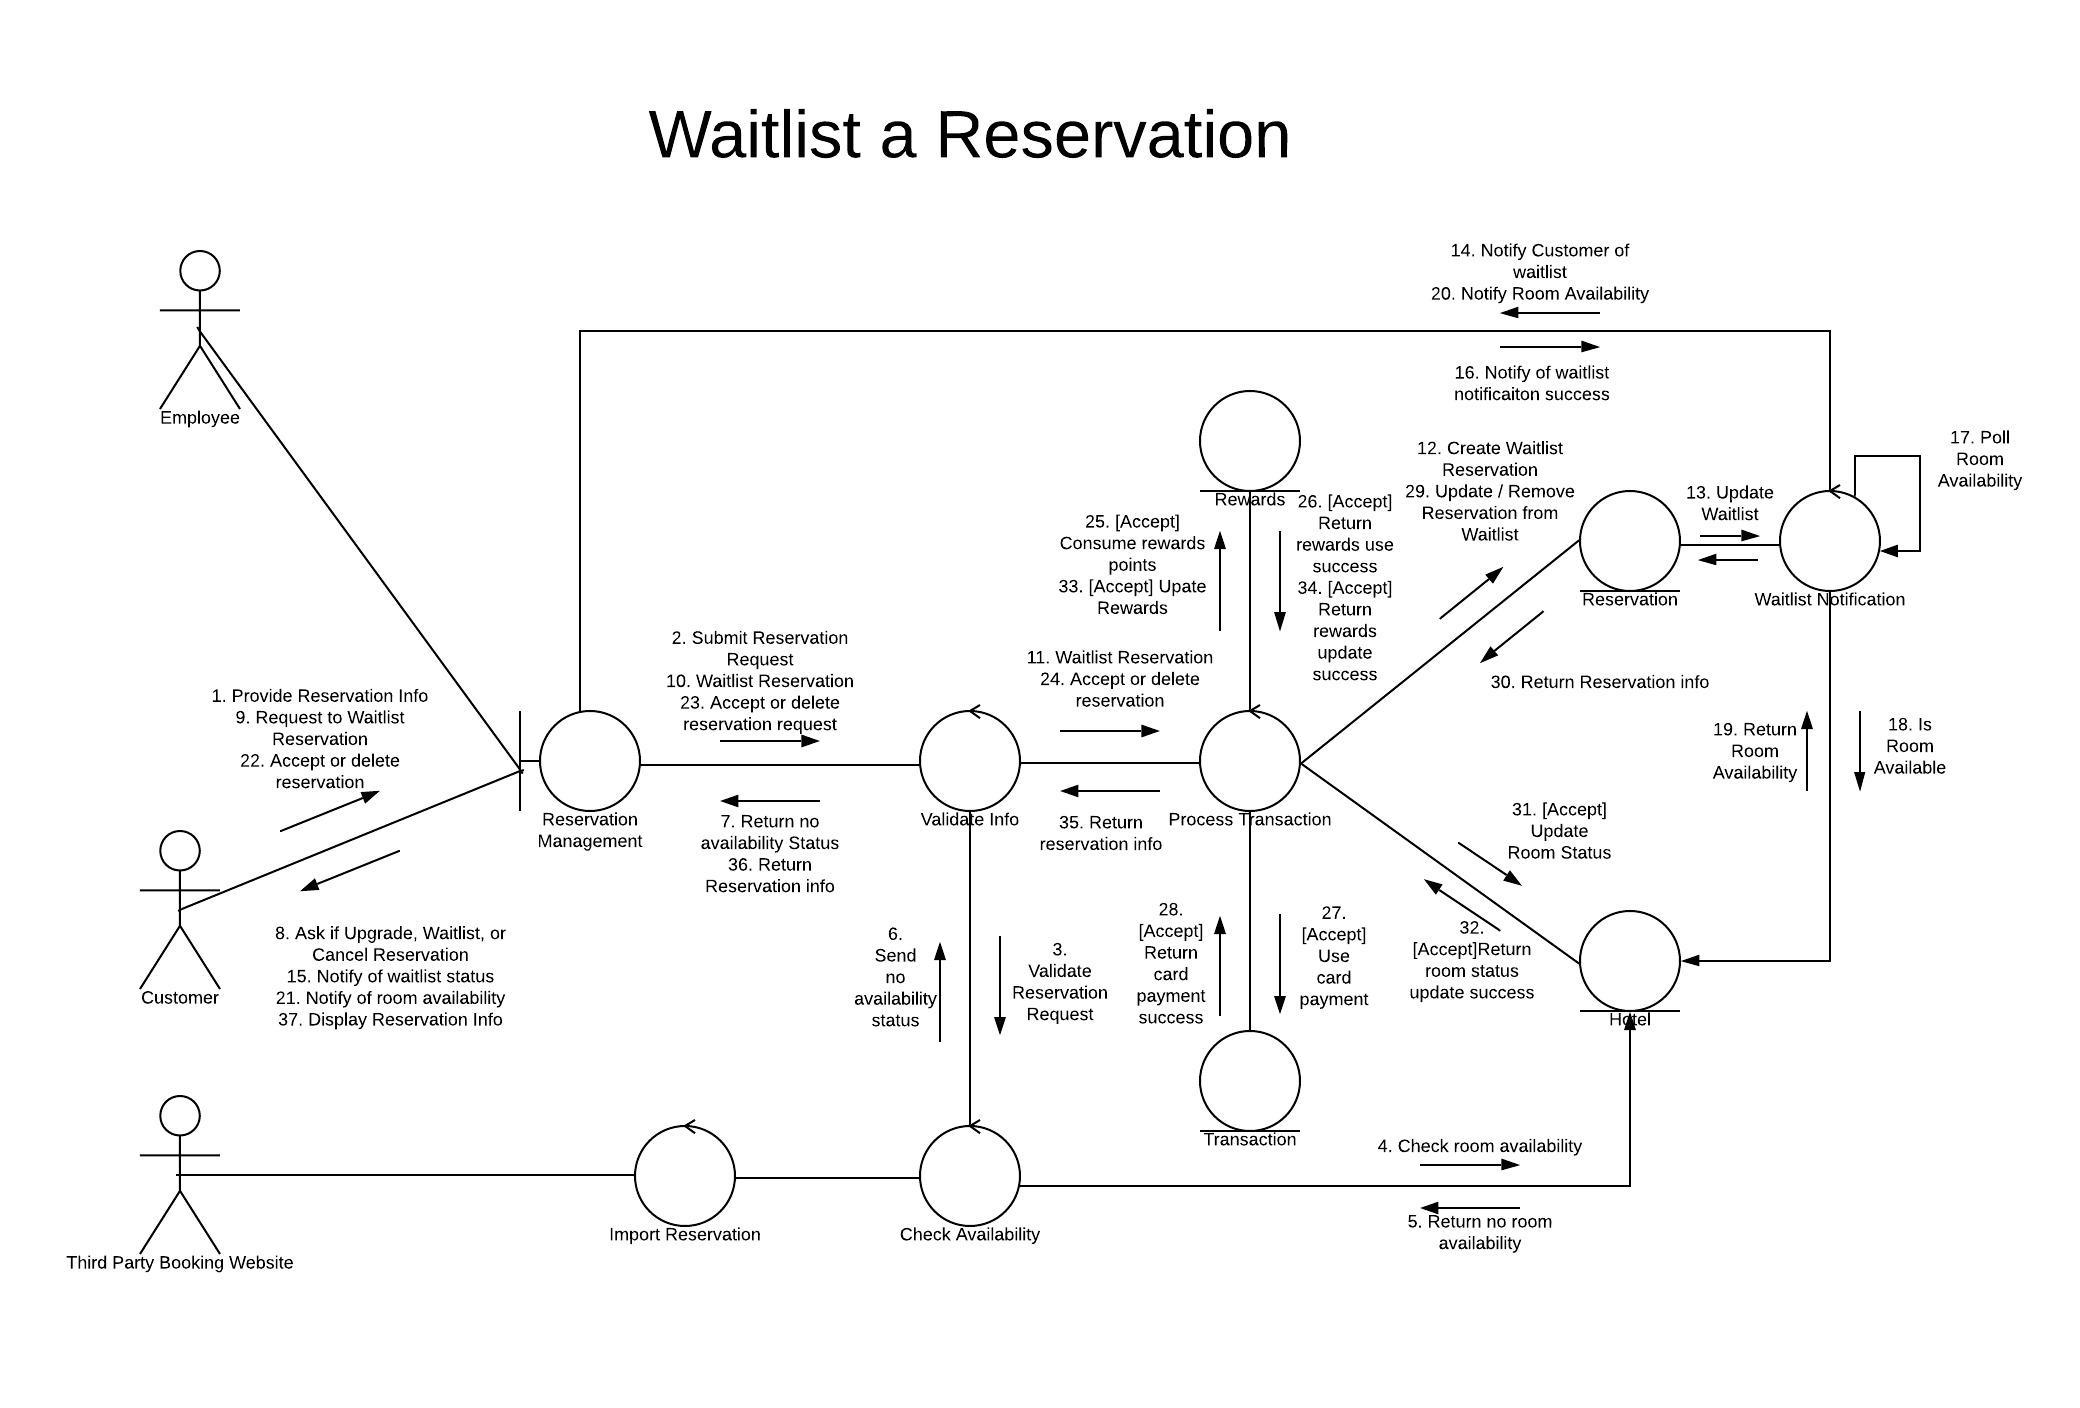 Waitlist a Reservation
14. Notify Customer of
waitlist
20. Notify Room Availability
16. Notify of waitlist
notificaiton success
Employee
17. Poll
Room
Availability
12. Create Waitlist
Reservation
29. Update / Remove
Reservation from
Waitlist
13. Update
Waitlist
Rewards
26. [Accept]
Return
rewards use
success
34. [Accept]
Return
rewards
update
success
25. [Accept]
Consume rewards
points
33. [Accept] Upate
Rewards
Reservation
Waitlist Notification
2. Submit Reservation
Request
10. Waitlist Reservation
23. Accept or delete
reservation request
11. Waitlist Reservation
24. Accept or delete
reservation
30. Return Reservation info
1. Provide Reservation Info
9. Request to Waitlist
Reservation
22. Accept or delete
reservation
19. Return
Room
Availability
18. Is
Room
Available
Reservation
Management
7. Return no
availability Status
36. Return
Reservation info
Validate Info
35. Return
reservation info
Process Transaction
31. [Accept]
Update
Room Status
8. Ask if Upgrade, Waitlist, or
Cancel Reservation
15. Notify of waitlist status
21. Notify of room availability
37. Display Reservation Info
Customer
6.
Send
no
availability
status
3.
Validate
Reservation
Request
28.
[Accept]
Return
card
payment
success
27.
[Accept]
Use
card
payment
32.
[Accept]Return
room status
update success
Hotel
Transaction
4. Check room availability
5. Return no room
availability
Import Reservation
Check Availability
Third Party Booking Website